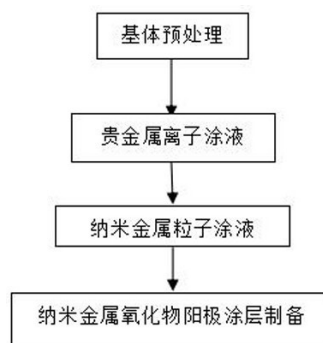 基体预处理
贵金属离子涂液
纳米金属粒子涂液
纳米金属氧化物阳极涂层制备